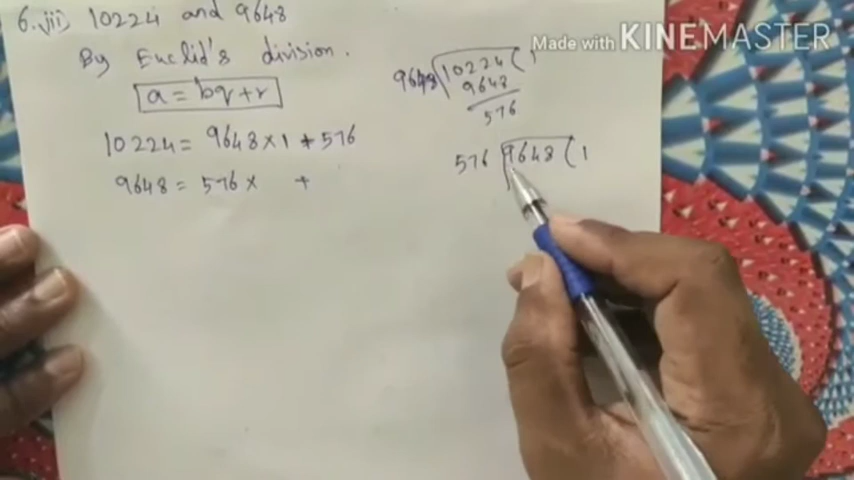 6. iii) 10224 and 9648
By Euclid's division.
a = bq+r
10224 = 9648 × 1 + 576
9648 = 576 ×   +
9648 ) 10224 ( 1
9648
576
576 ) 9648 ( 1
Made with KINEMASTER